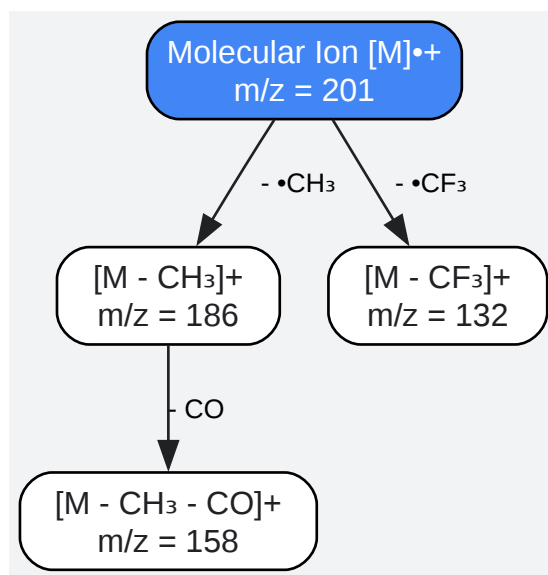 Molecular Ion [M]•+
m/z = 201
- •CH₃
- •CF₃
[M - CH₃]+
m/z = 186
[M - CF₃]+
m/z = 132
- CO
[M - CH₃ - CO]+
m/z = 158